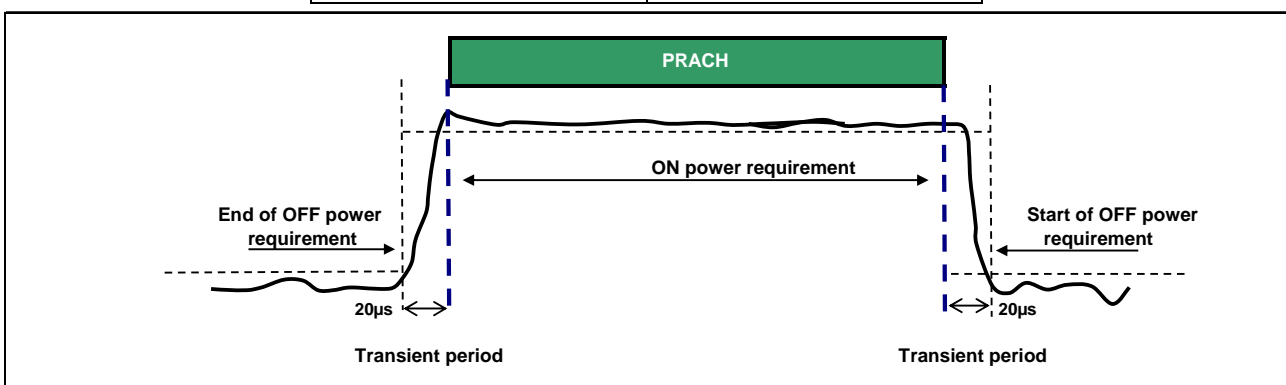 PRACH
ON power requirement
End of OFF power
requirement
Start of OFF power
requirement
20µs
20µs
Transient period
Transient period